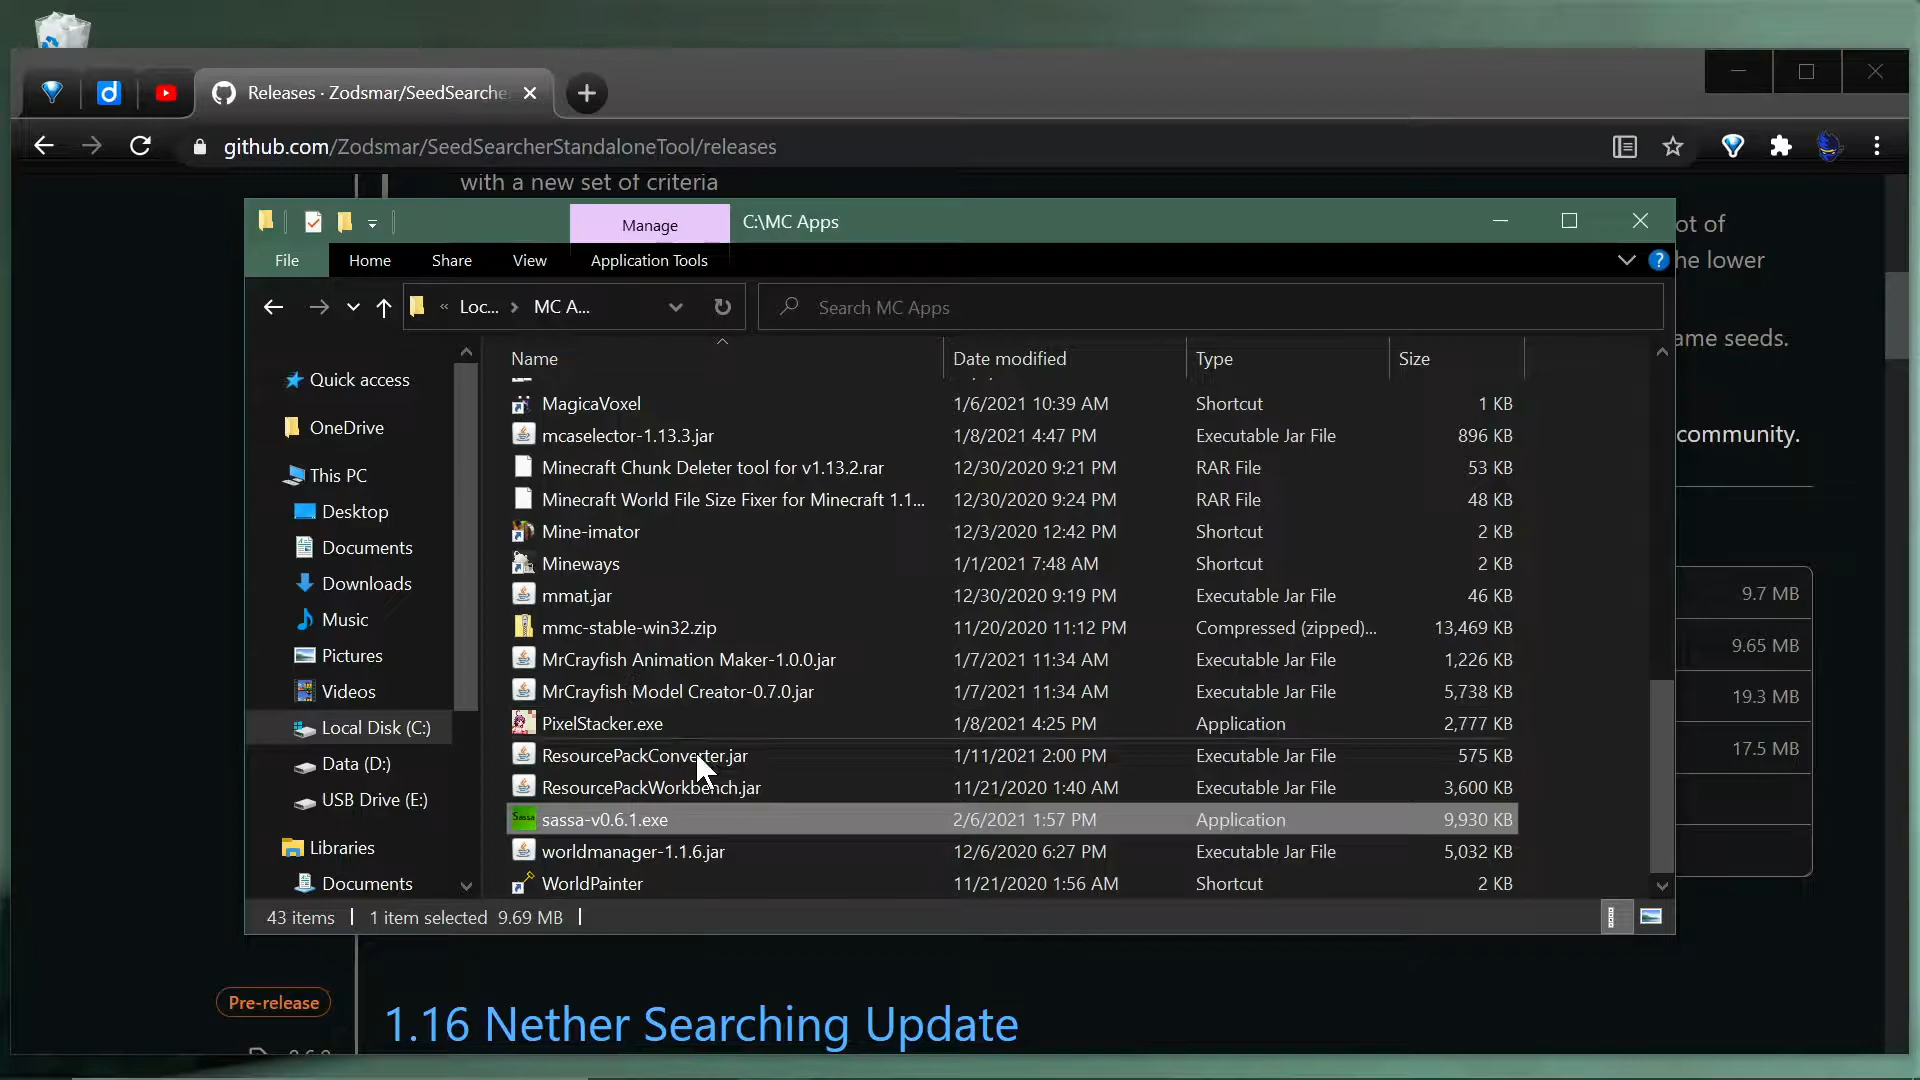 Releases · Zodsmar/SeedSearche
github.com/Zodsmar/SeedSearcherStandaloneTool/releases
with a new set of criteria
ot of
he lower
ame seeds.
community.
9.7 MB
9.65 MB
19.3 MB
17.5 MB
Manage
C:\MC Apps
File
Home
Share
View
Application Tools
?
« Loc... > MC A...
Search MC Apps
Quick access
OneDrive
This PC
Desktop
Documents
Downloads
Music
Pictures
Videos
Local Disk (C:)
Data (D:)
USB Drive (E:)
Libraries
Documents
Name Date modified Type Size
MagicaVoxel 1/6/2021 10:39 AM Shortcut 1 KB
mcaselector-1.13.3.jar 1/8/2021 4:47 PM Executable Jar File 896 KB
Minecraft Chunk Deleter tool for v1.13.2.rar 12/30/2020 9:21 PM RAR File 53 KB
Minecraft World File Size Fixer for Minecraft 1.1... 12/30/2020 9:24 PM RAR File 48 KB
Mine-imator 12/3/2020 12:42 PM Shortcut 2 KB
Mineways 1/1/2021 7:48 AM Shortcut 2 KB
mmat.jar 12/30/2020 9:19 PM Executable Jar File 46 KB
mmc-stable-win32.zip 11/20/2020 11:12 PM Compressed (zipped)... 13,469 KB
MrCrayfish Animation Maker-1.0.0.jar 1/7/2021 11:34 AM Executable Jar File 1,226 KB
MrCrayfish Model Creator-0.7.0.jar 1/7/2021 11:34 AM Executable Jar File 5,738 KB
PixelStacker.exe 1/8/2021 4:25 PM Application 2,777 KB
ResourcePackConverter.jar 1/11/2021 2:00 PM Executable Jar File 575 KB
ResourcePackWorkbench.jar 11/21/2020 1:40 AM Executable Jar File 3,600 KB
Sassa sassa-v0.6.1.exe 2/6/2021 1:57 PM Application 9,930 KB
worldmanager-1.1.6.jar 12/6/2020 6:27 PM Executable Jar File 5,032 KB
WorldPainter 11/21/2020 1:56 AM Shortcut 2 KB
43 items 1 item selected 9.69 MB
Pre-release
1.16 Nether Searching Update